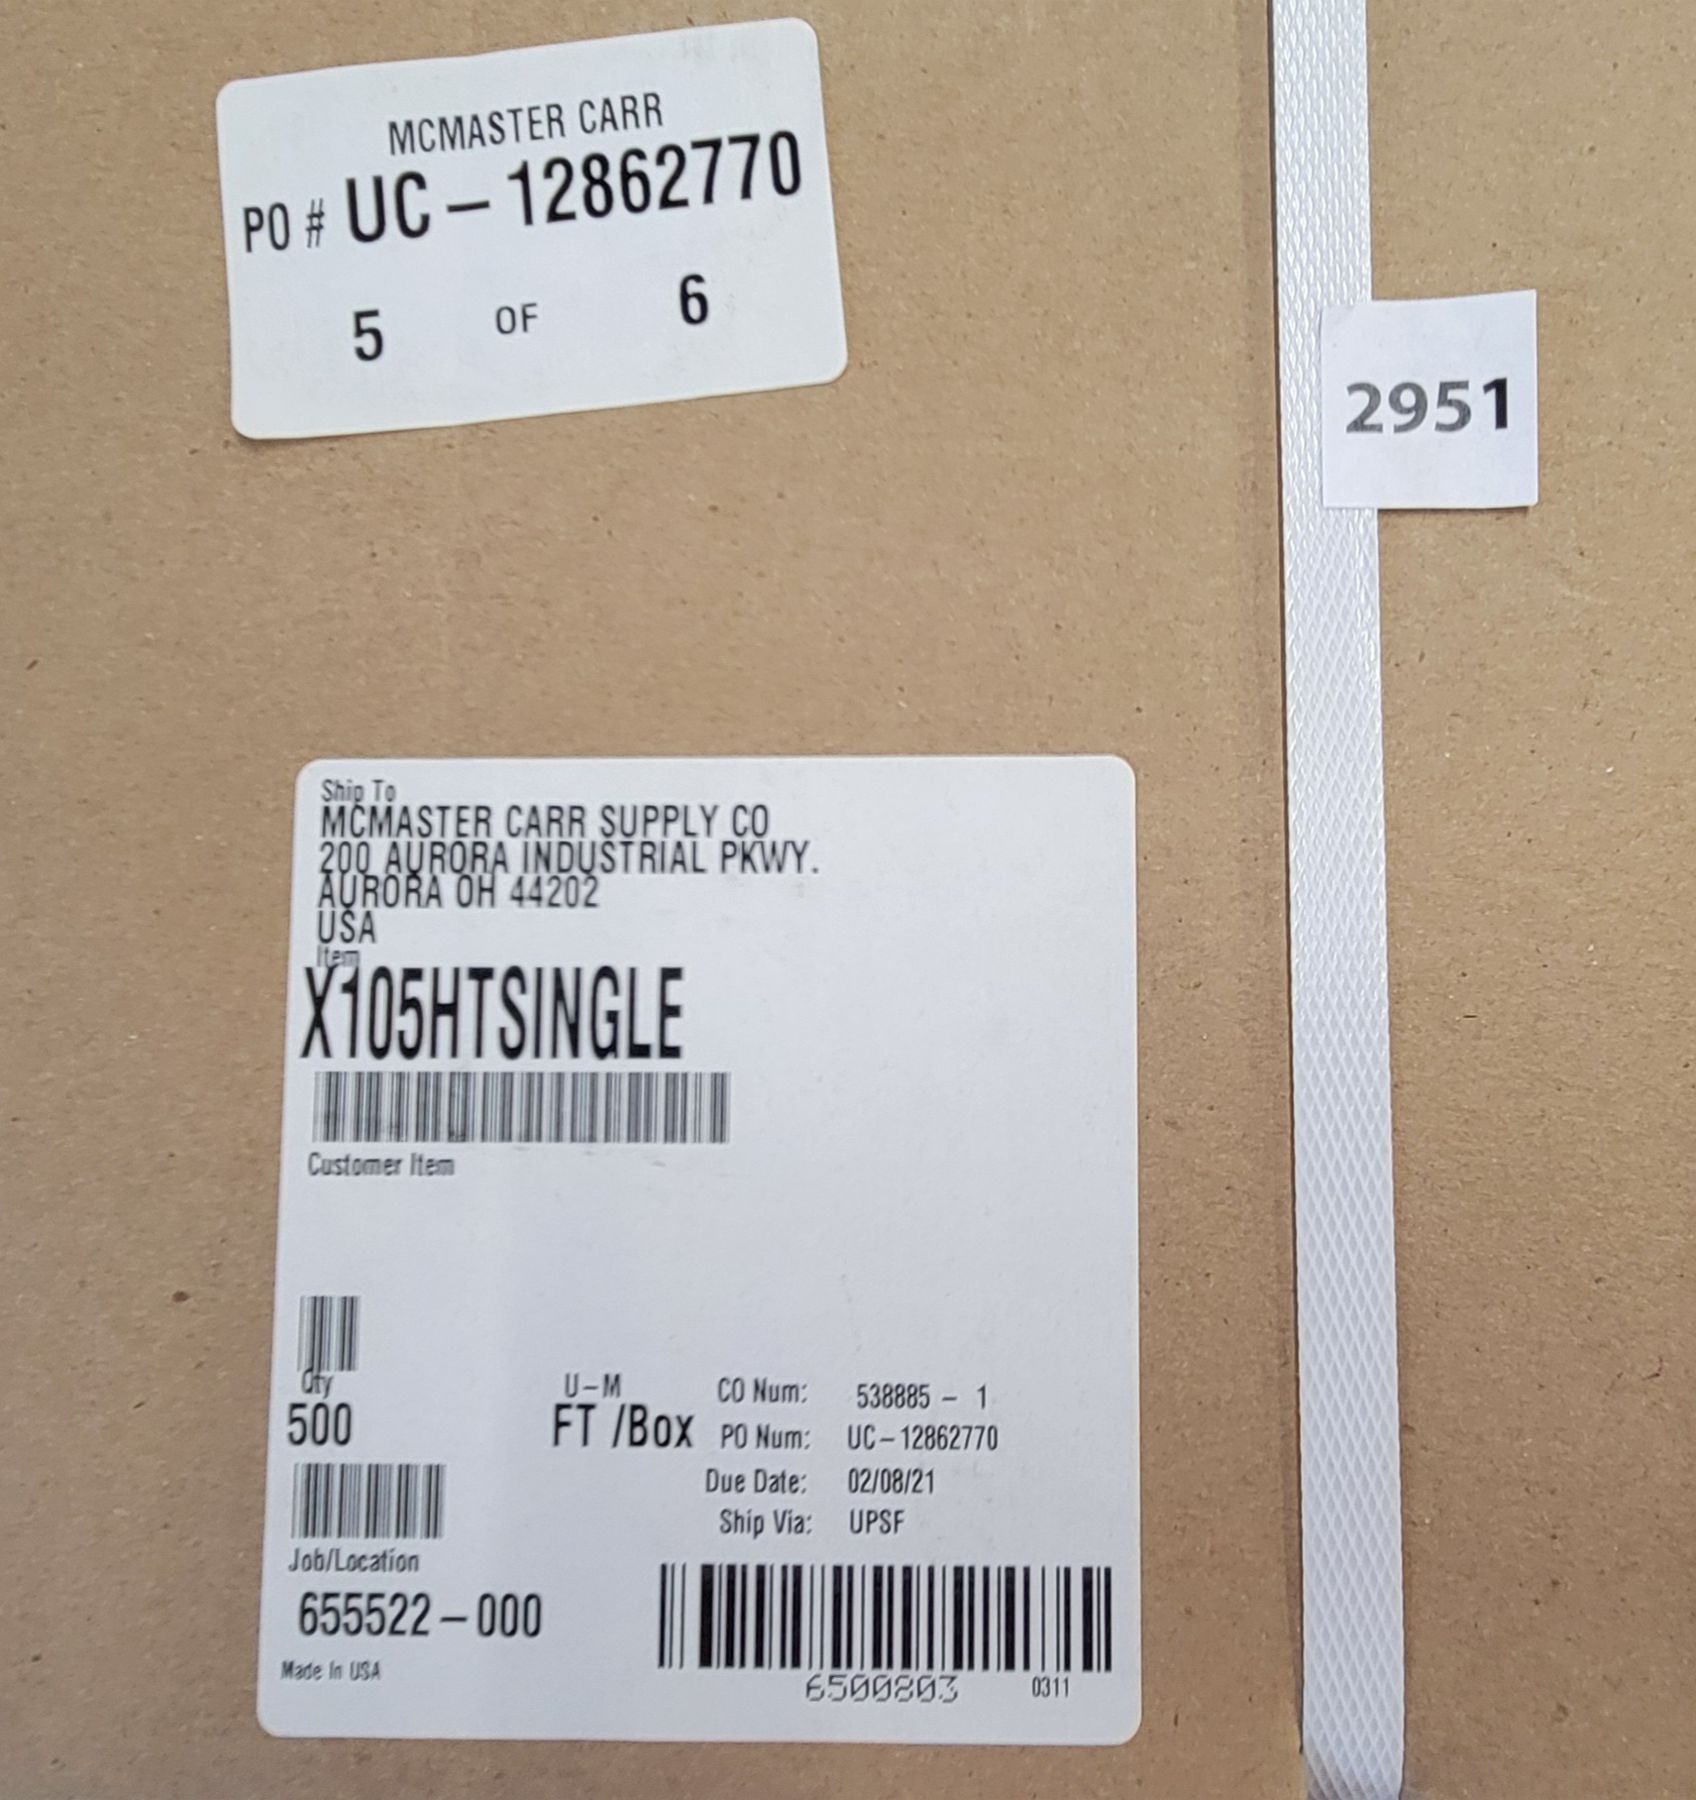 MCMASTER CARR
PO # UC-12862770
5 OF 6
2951
Ship To
MCMASTER CARR SUPPLY CO
200 AURORA INDUSTRIAL PKWY.
AURORA OH 44202
USA
Item
X105HTSINGLE
Customer Item
Qty U-M
500 FT /Box
CO Num: 538885 - 1
PO Num: UC-12862770
Due Date: 02/08/21
Ship Via: UPSF
Job/Location
655522-000
Made In USA
6500803 0311